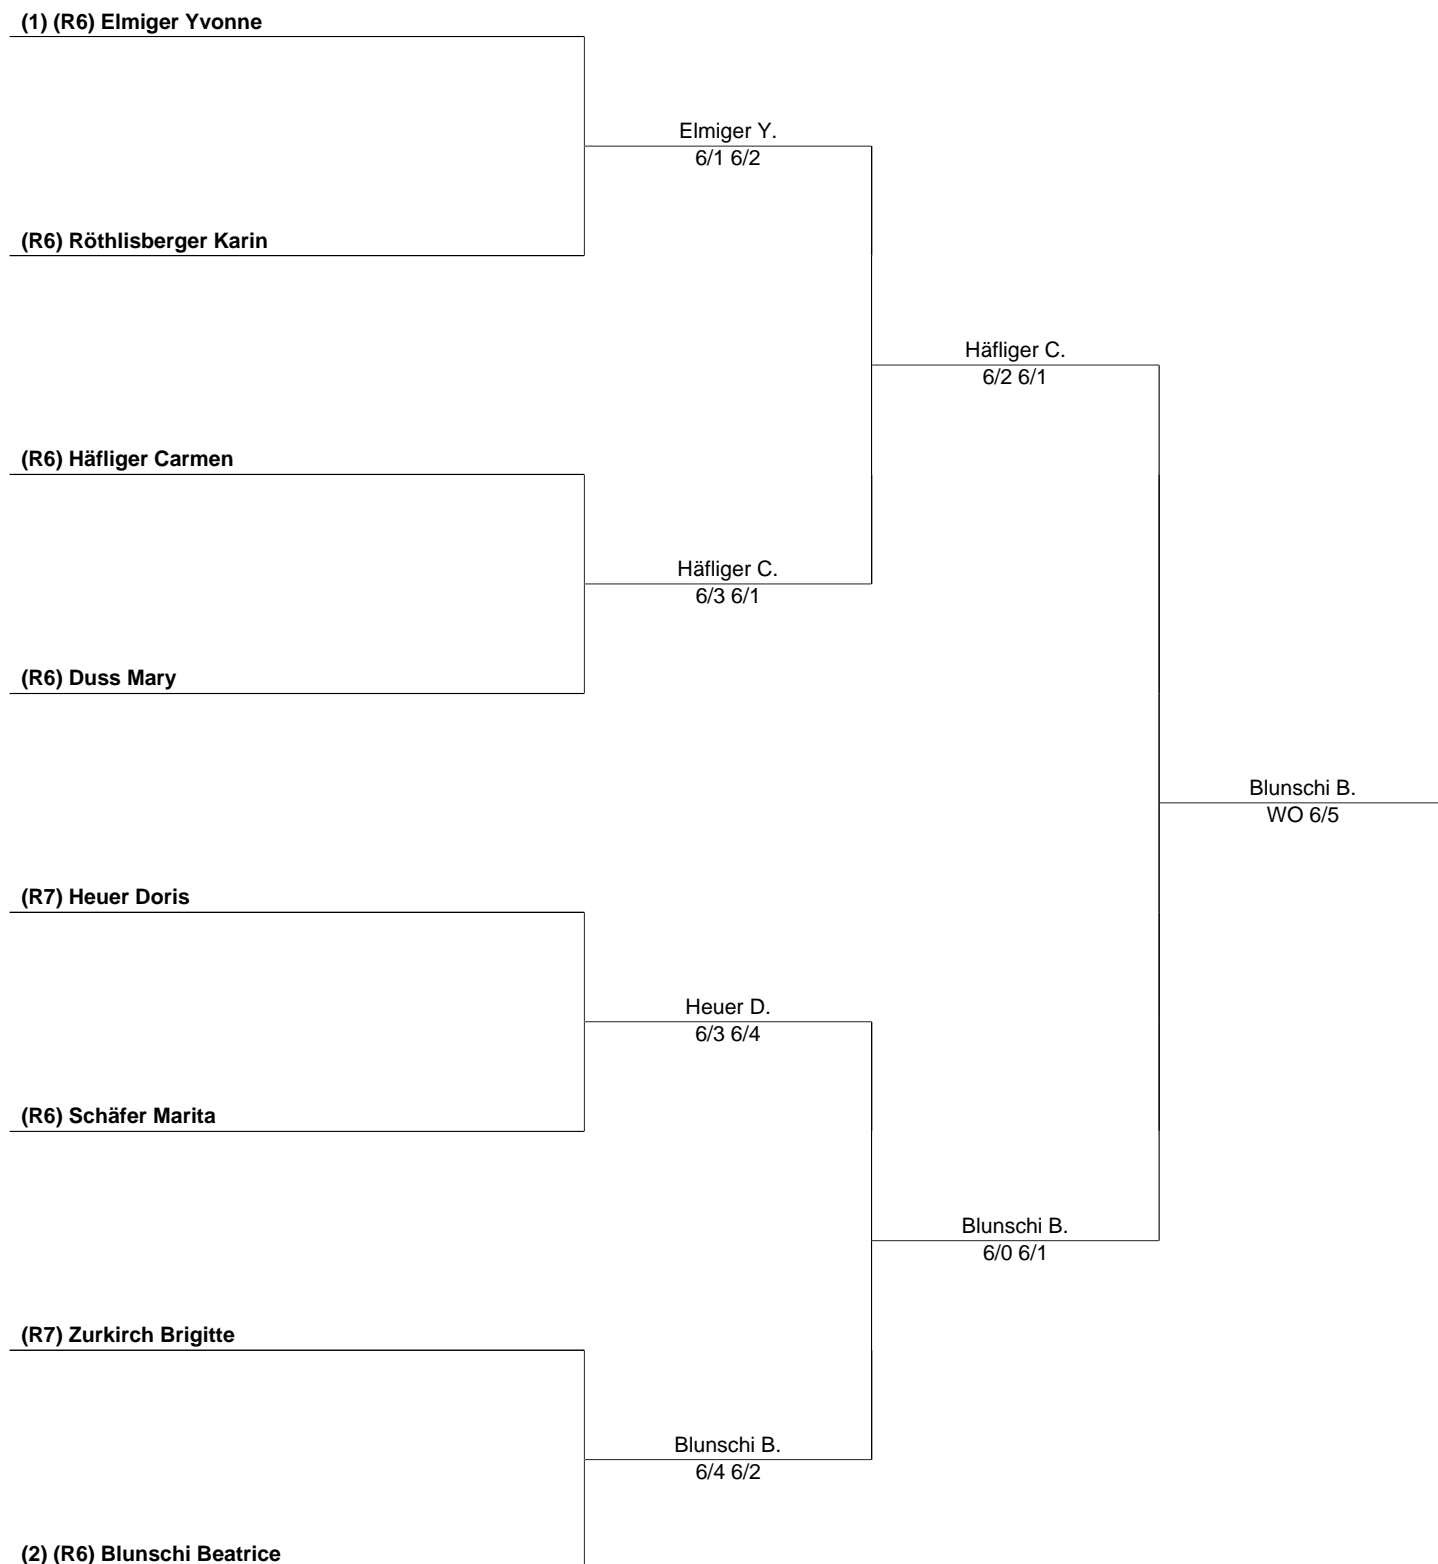 (1) (R6) Elmiger Yvonne
Elmiger Y.
6/1 6/2
(R6) Röthlisberger Karin
Häfliger C.
6/2 6/1
(R6) Häfliger Carmen
Häfliger C.
6/3 6/1
(R6) Duss Mary
Blunschi B.
WO 6/5
(R7) Heuer Doris
Heuer D.
6/3 6/4
(R6) Schäfer Marita
Blunschi B.
6/0 6/1
(R7) Zurkirch Brigitte
Blunschi B.
6/4 6/2
(2) (R6) Blunschi Beatrice